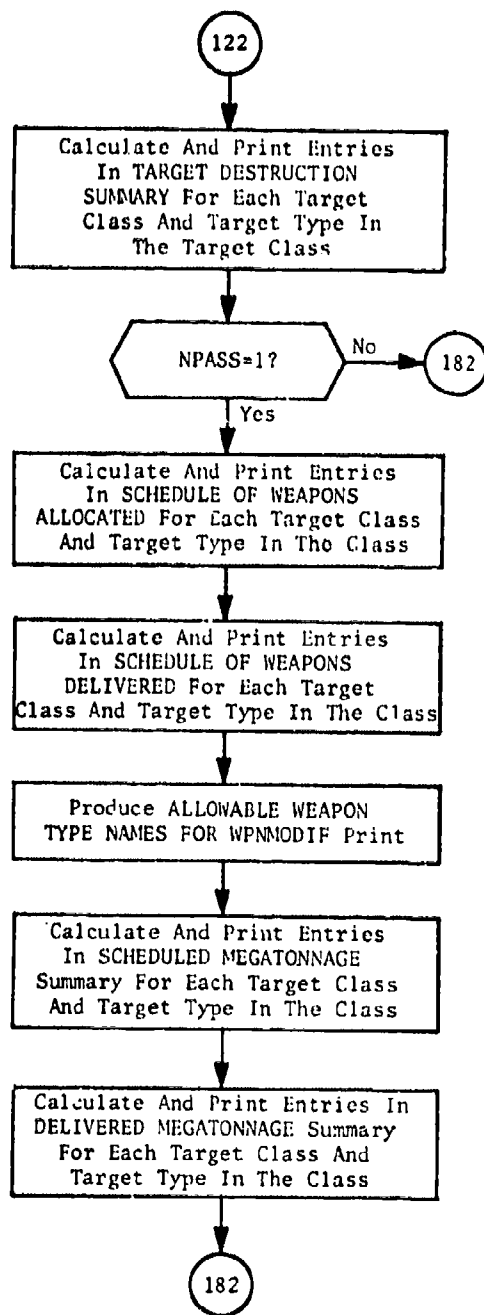 122
Calculate And Print Entries
In TARGET DESTRUCTION
SUMMARY For Each Target
Class And Target Type In
The Target Class
NPASS=1?
No
182
Yes
Calculate And Print Entries
In SCHEDULE OF WEAPONS
ALLOCATED For Each Target Class
And Target Type In The Class
Calculate And Print Entries
In SCHEDULE OF WEAPONS
DELIVERED For Each Target
Class And Target Type In The Class
Produce ALLOWABLE WEAPON
TYPE NAMES FOR WPNMODIF Print
Calculate And Print Entries
In SCHEDULED MEGATONNAGE
Summary For Each Target Class
And Target Type In The Class
Calculate And Print Entries In
DELIVERED MEGATONNAGE Summary
For Each Target Class And
Target Type In The Class
182